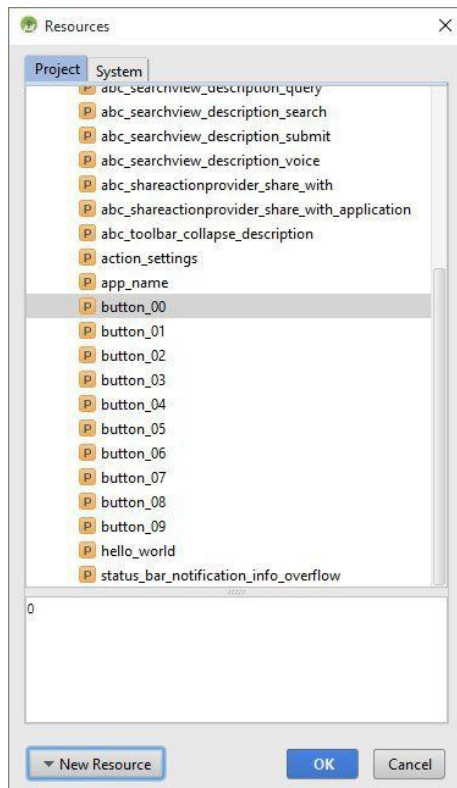 Resources
Project System
abc_searchview_description_query
abc_searchview_description_search
abc_searchview_description_submit
abc_searchview_description_voice
abc_shareactionprovider_share_with
abc_shareactionprovider_share_with_application
abc_toolbar_collapse_description
action_settings
app_name
button_00
button_01
button_02
button_03
button_04
button_05
button_06
button_07
button_08
button_09
hello_world
status_bar_notification_info_overflow
0
New Resource OK Cancel